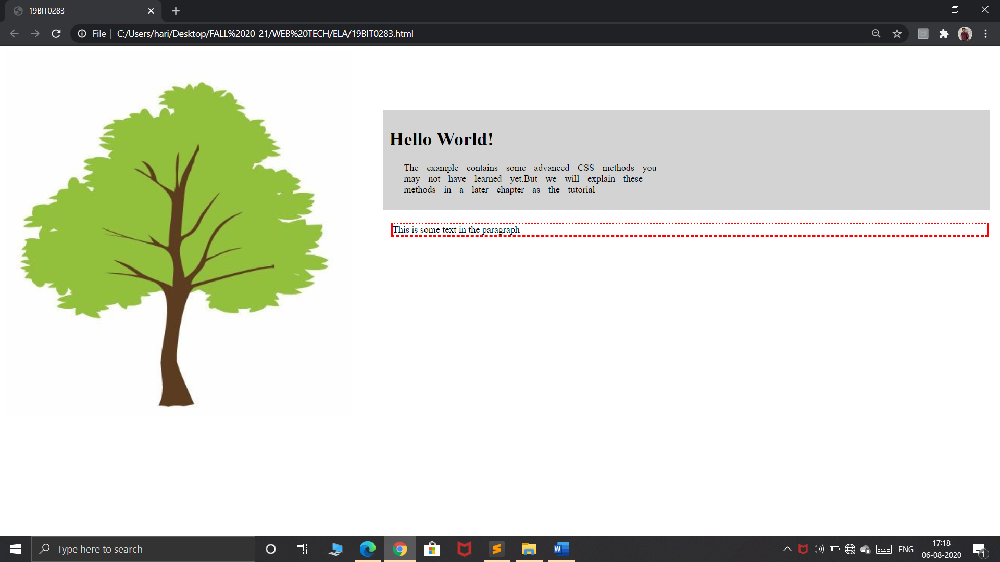 19BIT0283
File
C:/Users/hari/Desktop/FALL%2020-21/WEB%20TECH/ELA/19BIT0283.html
Hello World!
The example contains some advanced CSS methods you
may not have learned yet.But we will explain these
methods in a later chapter as the tutorial
This is some text in the paragraph
Type here to search
W
ENG
17:18
06-08-2020
1